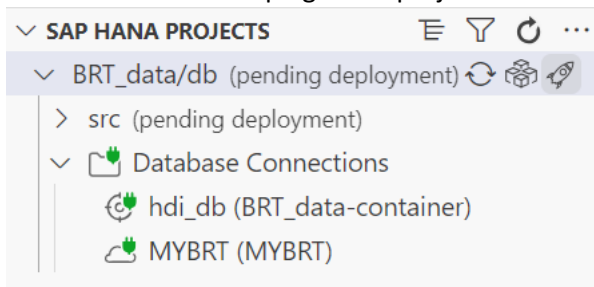 SAP HANA PROJECTS
BRT_data/db (pending deployment)
src (pending deployment)
Database Connections
hdi_db (BRT_data-container)
MYBRT (MYBRT)